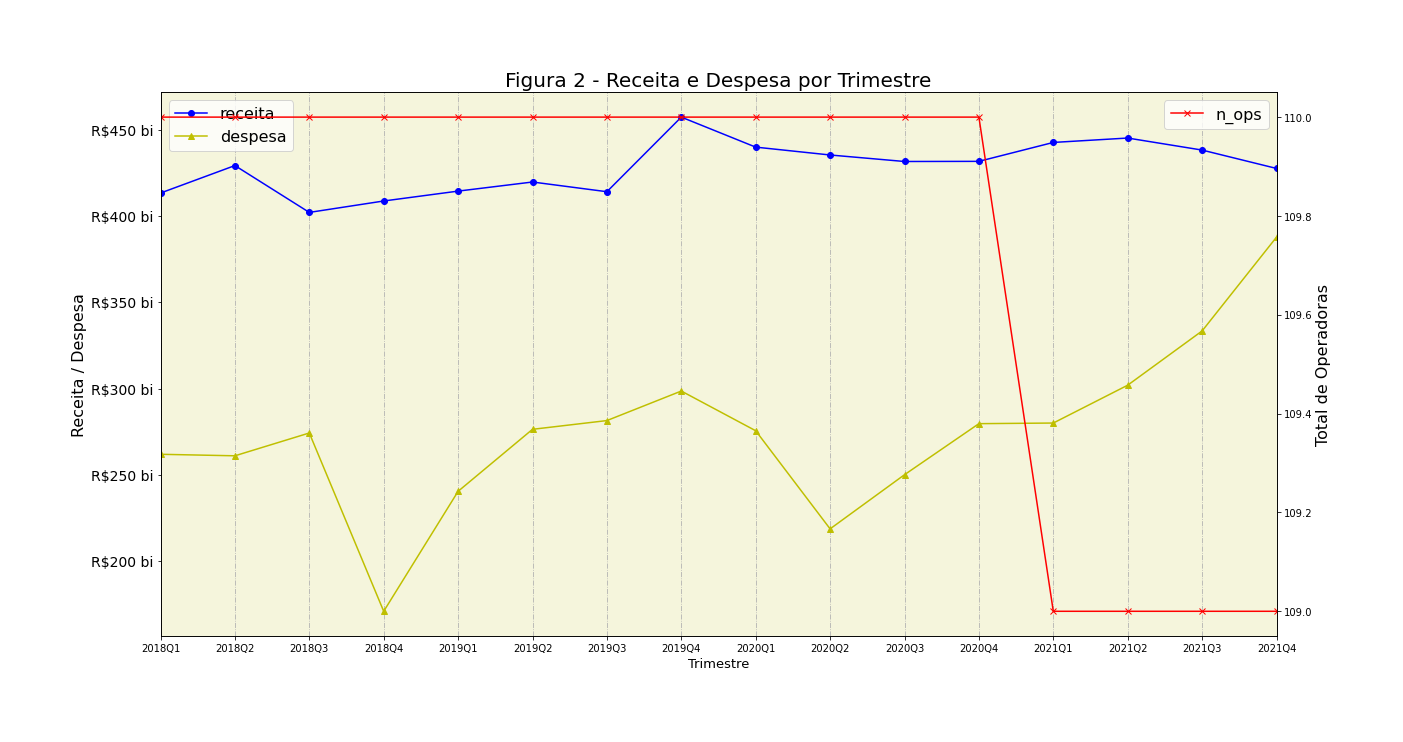 Figura 2 - Receita e Despesa por Trimestre
receita
despesa
n_ops
R$450 bi
R$400 bi
R$350 bi
R$300 bi
R$250 bi
R$200 bi
Receita / Despesa
110.0
109.8
109.6
109.4
109.2
109.0
Total de Operadoras
2018Q1 2018Q2 2018Q3 2018Q4 2019Q1 2019Q2 2019Q3 2019Q4 2020Q1 2020Q2 2020Q3 2020Q4 2021Q1 2021Q2 2021Q3 2021Q4
Trimestre